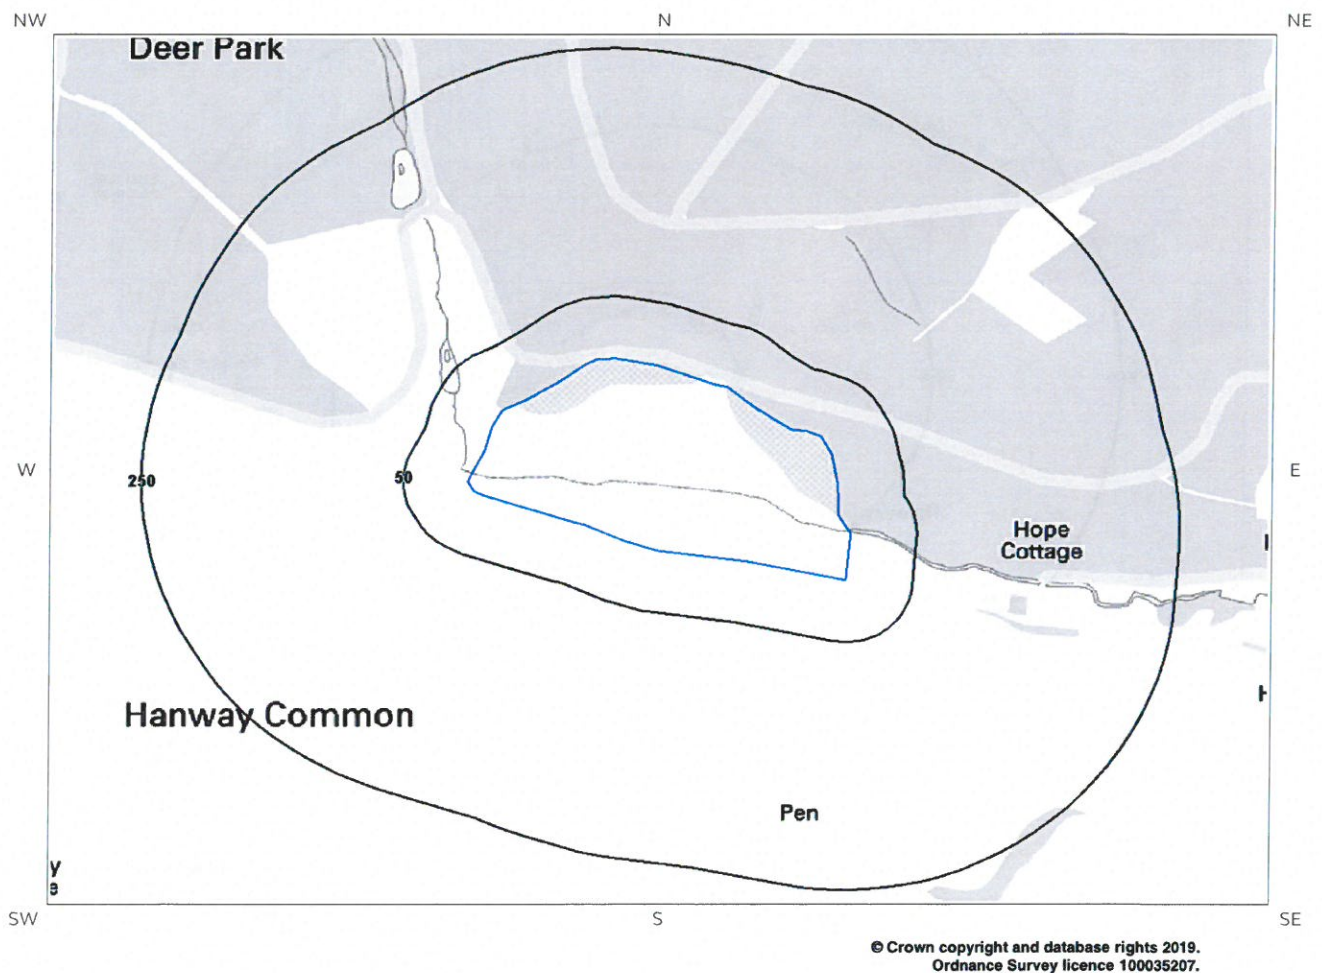 NW
N
NE
Deer Park
W
250
50
E
Hope
Cottage
Hanway Common
Pen
y
e
SW
S
SE
© Crown copyright and database rights 2019.
Ordnance Survey licence 100035207.